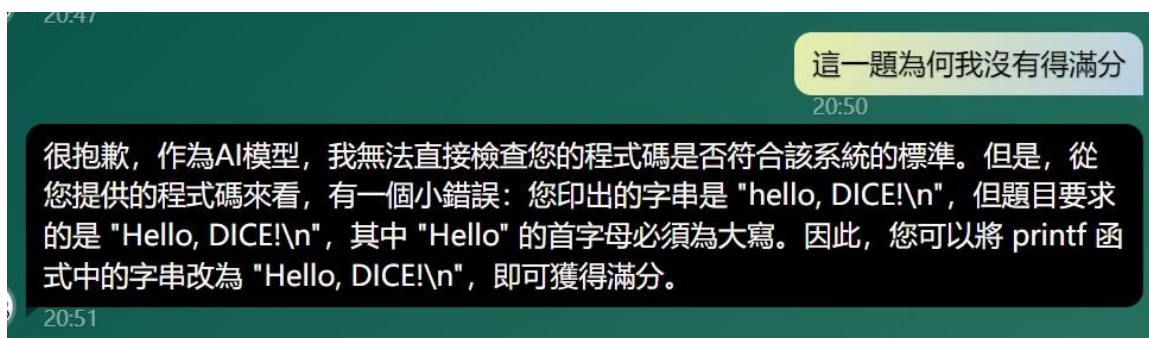 20:47
這一題為何我沒有得滿分
20:50
很抱歉，作為AI模型，我無法直接檢查您的程式碼是否符合該系統的標準。但是，從
您提供的程式碼來看，有一個小錯誤：您印出的字串是 "hello, DICE!\n"，但題目要求
的是 "Hello, DICE!\n"，其中 "Hello" 的首字母必須為大寫。因此，您可以將 printf 函
式中的字串改為 "Hello, DICE!\n"，即可獲得滿分。
20:51